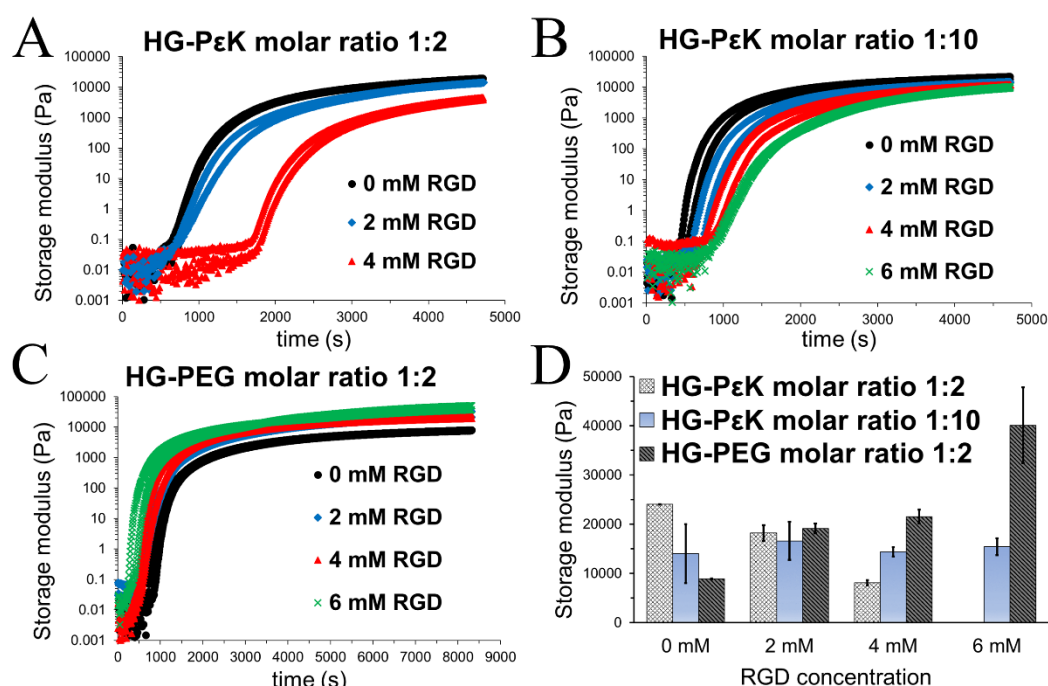 A
HG-PεK molar ratio 1:2
Storage modulus (Pa)
100000
10000
1000
100
10
1
0.1
0.01
0.001
0 mM RGD
2 mM RGD
4 mM RGD
0 1000 2000 3000 4000 5000
time (s)
B
HG-PεK molar ratio 1:10
Storage modulus (Pa)
100000
10000
1000
100
10
1
0.1
0.01
0.001
0 mM RGD
2 mM RGD
4 mM RGD
6 mM RGD
0 1000 2000 3000 4000 5000
time (s)
C
HG-PEG molar ratio 1:2
Storage modulus (Pa)
100000
10000
1000
100
10
1
0.1
0.01
0.001
0 mM RGD
2 mM RGD
4 mM RGD
6 mM RGD
0 1000 2000 3000 4000 5000 6000 7000 8000 9000
time (s)
D
HG-PεK molar ratio 1:2
HG-PεK molar ratio 1:10
HG-PEG molar ratio 1:2
Storage modulus (Pa)
50000
40000
30000
20000
10000
0
0 mM 2 mM 4 mM 6 mM
RGD concentration